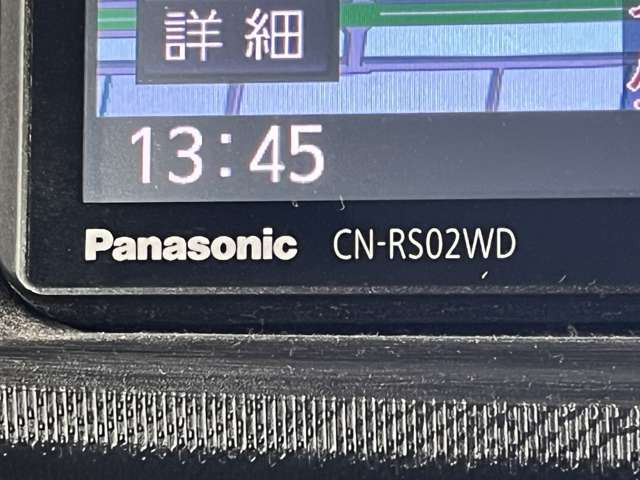 詳細
13:45
Panasonic CN-RS02WD